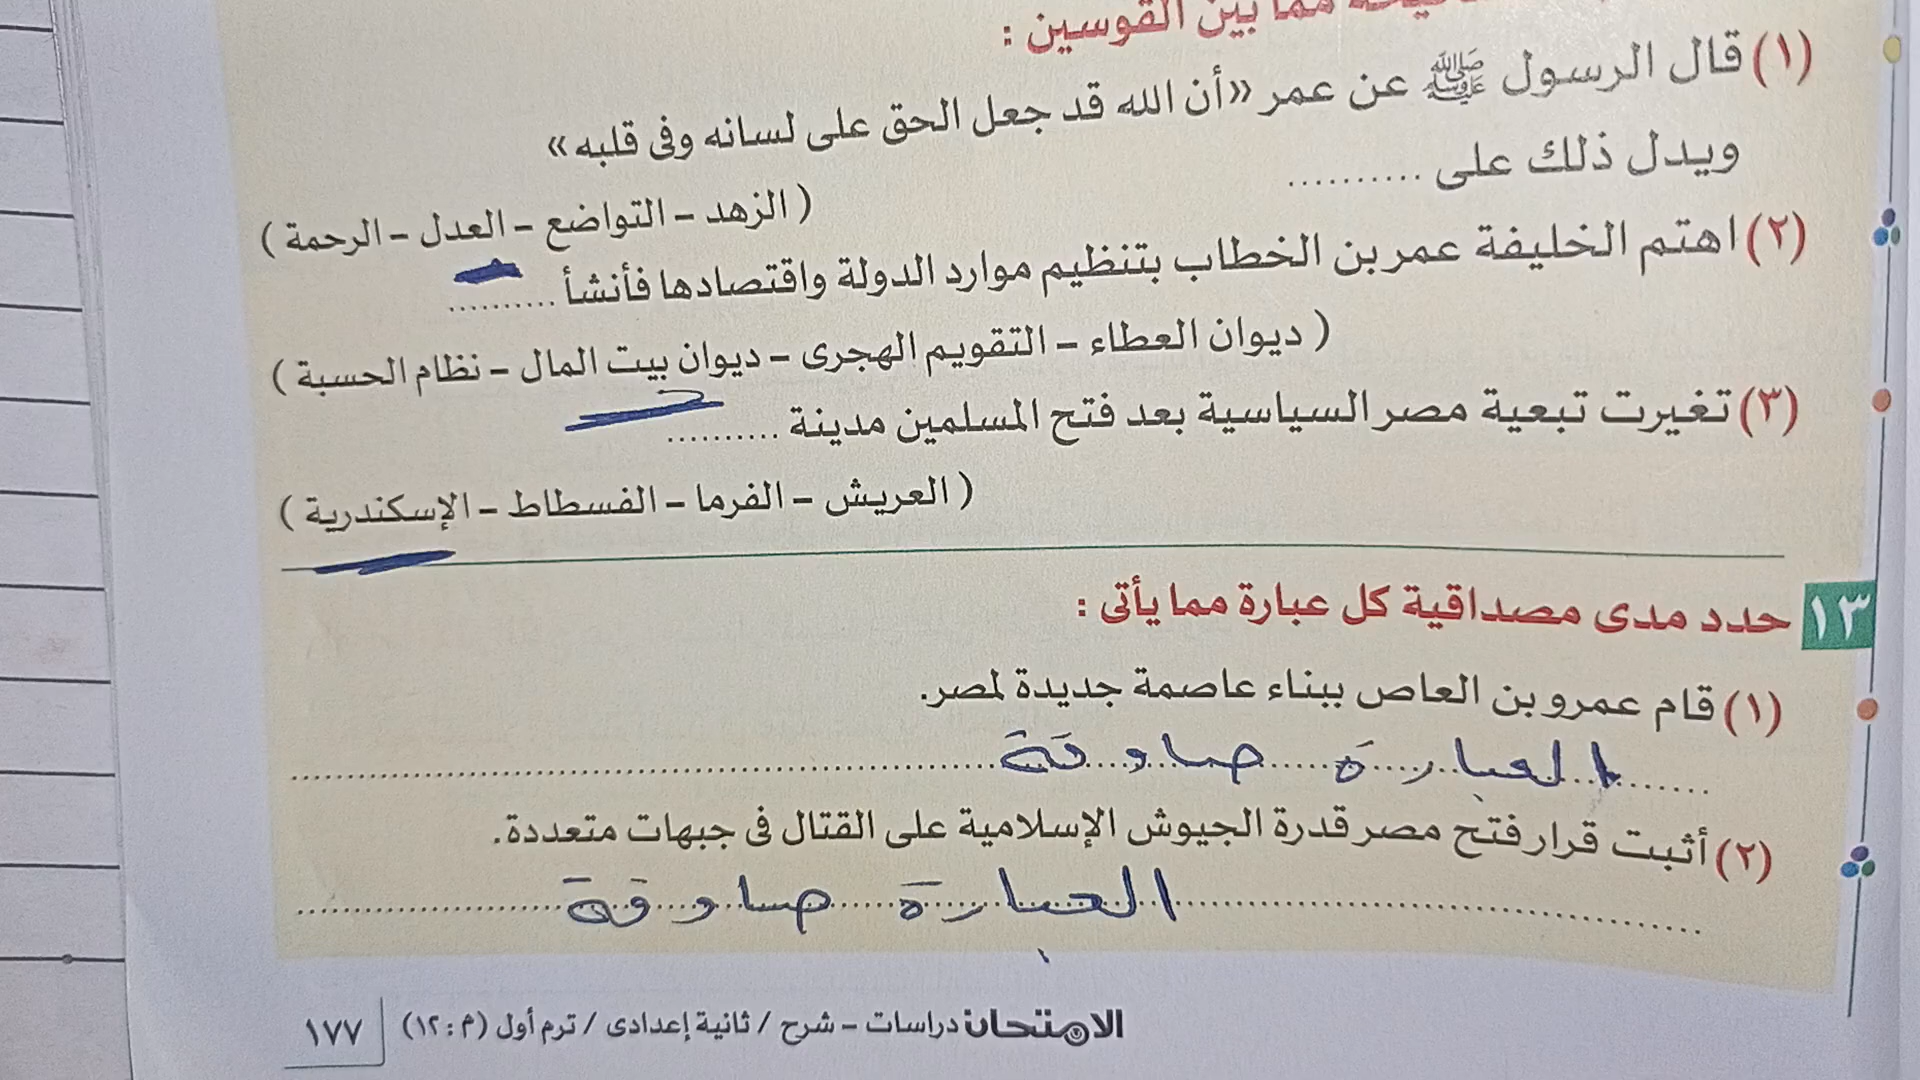 مما بين القوسين :
(١) قال الرسول ﷺ عن عمر «أن الله قد جعل الحق على لسانه وفى قلبه»
ويدل ذلك على ..........
( الزهد – التواضع – العدل – الرحمة )
(٢) اهتم الخليفة عمر بن الخطاب بتنظيم موارد الدولة واقتصادها فأنشأ ..........
( ديوان العطاء – التقويم الهجرى – ديوان بيت المال – نظام الحسبة )
(٣) تغيرت تبعية مصر السياسية بعد فتح المسلمين مدينة ..........
( العريش – الفرما – الفسطاط – الإسكندرية )
١٣ حدد مدى مصداقية كل عبارة مما يأتى :
(١) قام عمرو بن العاص ببناء عاصمة جديدة لمصر.
العبارة صادقة
(٢) أثبت قرار فتح مصر قدرة الجيوش الإسلامية على القتال فى جبهات متعددة.
العبارة صادقة
الامتحان دراسات – شرح / ثانية إعدادى / ترم أول (م : ١٢) ١٧٧